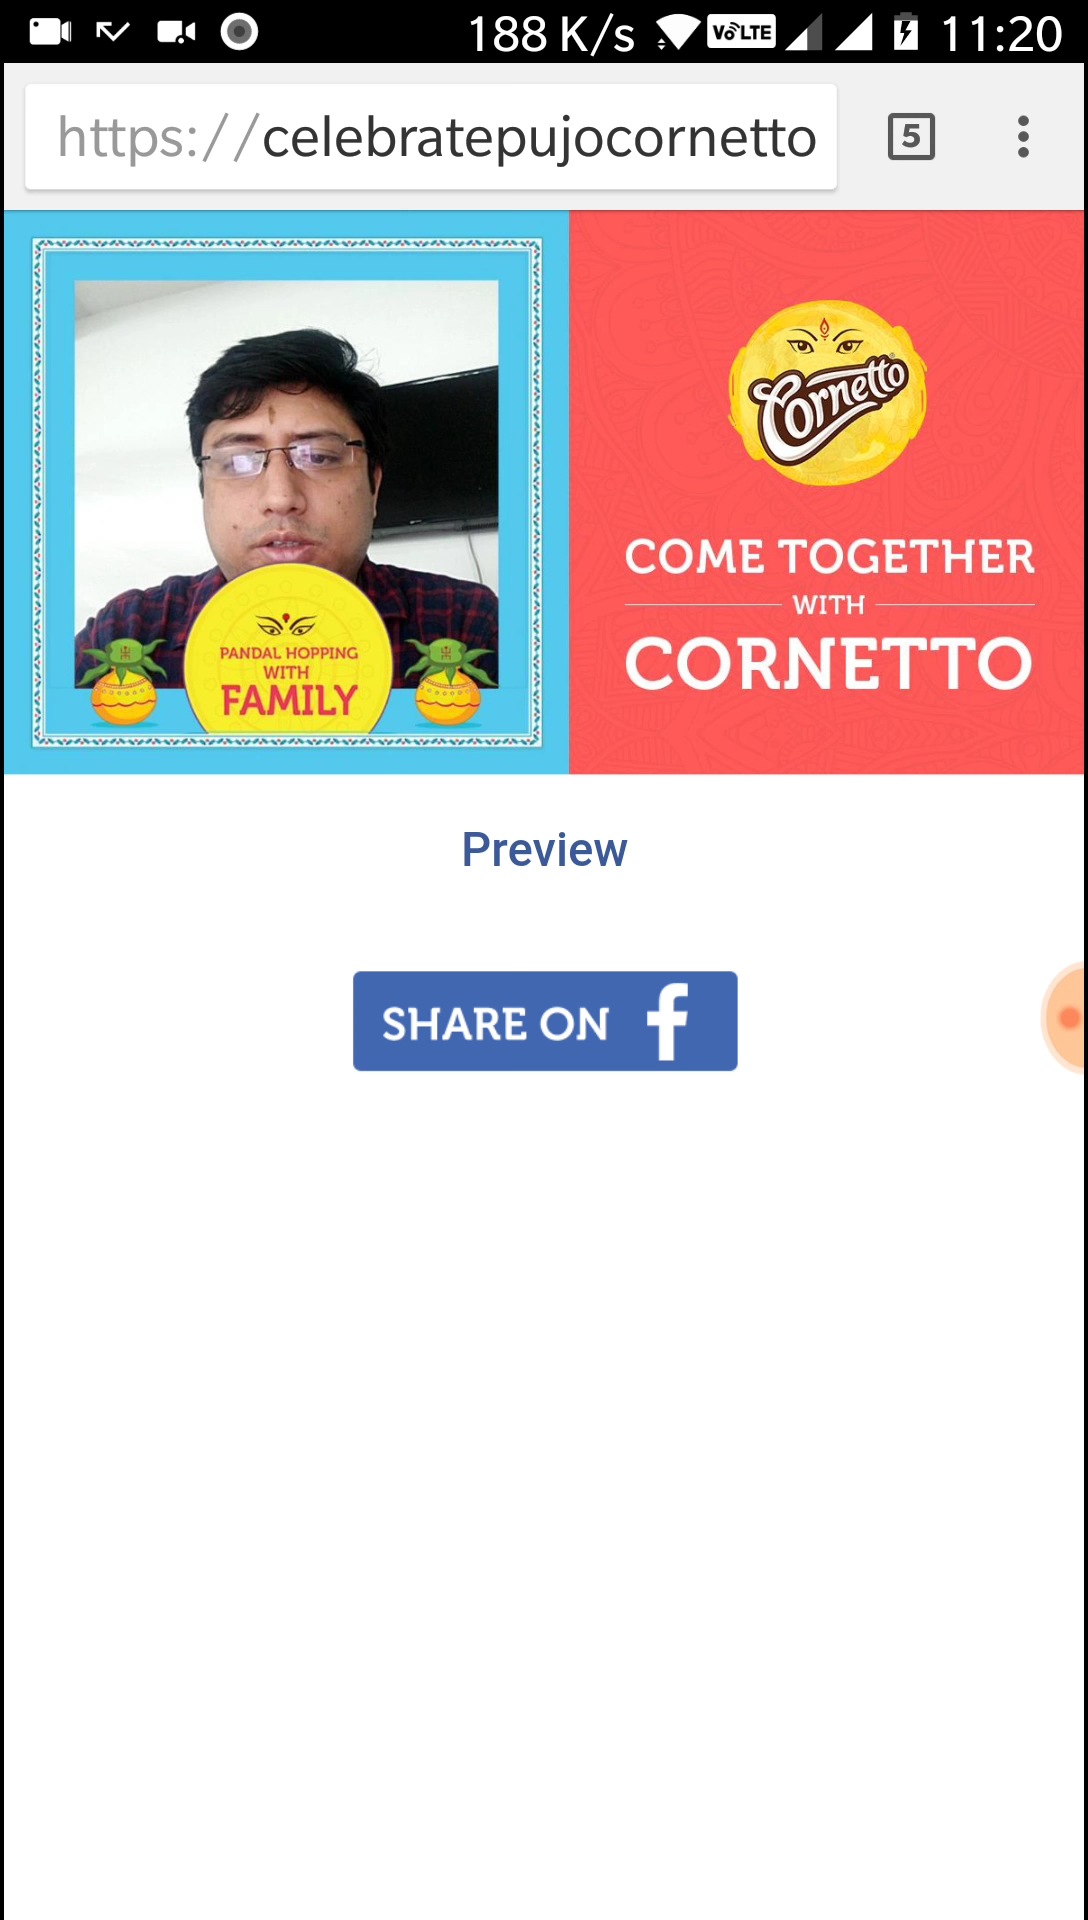 188 K/s VoLTE 11:20
https://celebratepujocornetto
5
Cornetto
PANDAL HOPPING
WITH
FAMILY
COME TOGETHER
WITH
CORNETTO
Preview
SHARE ON f